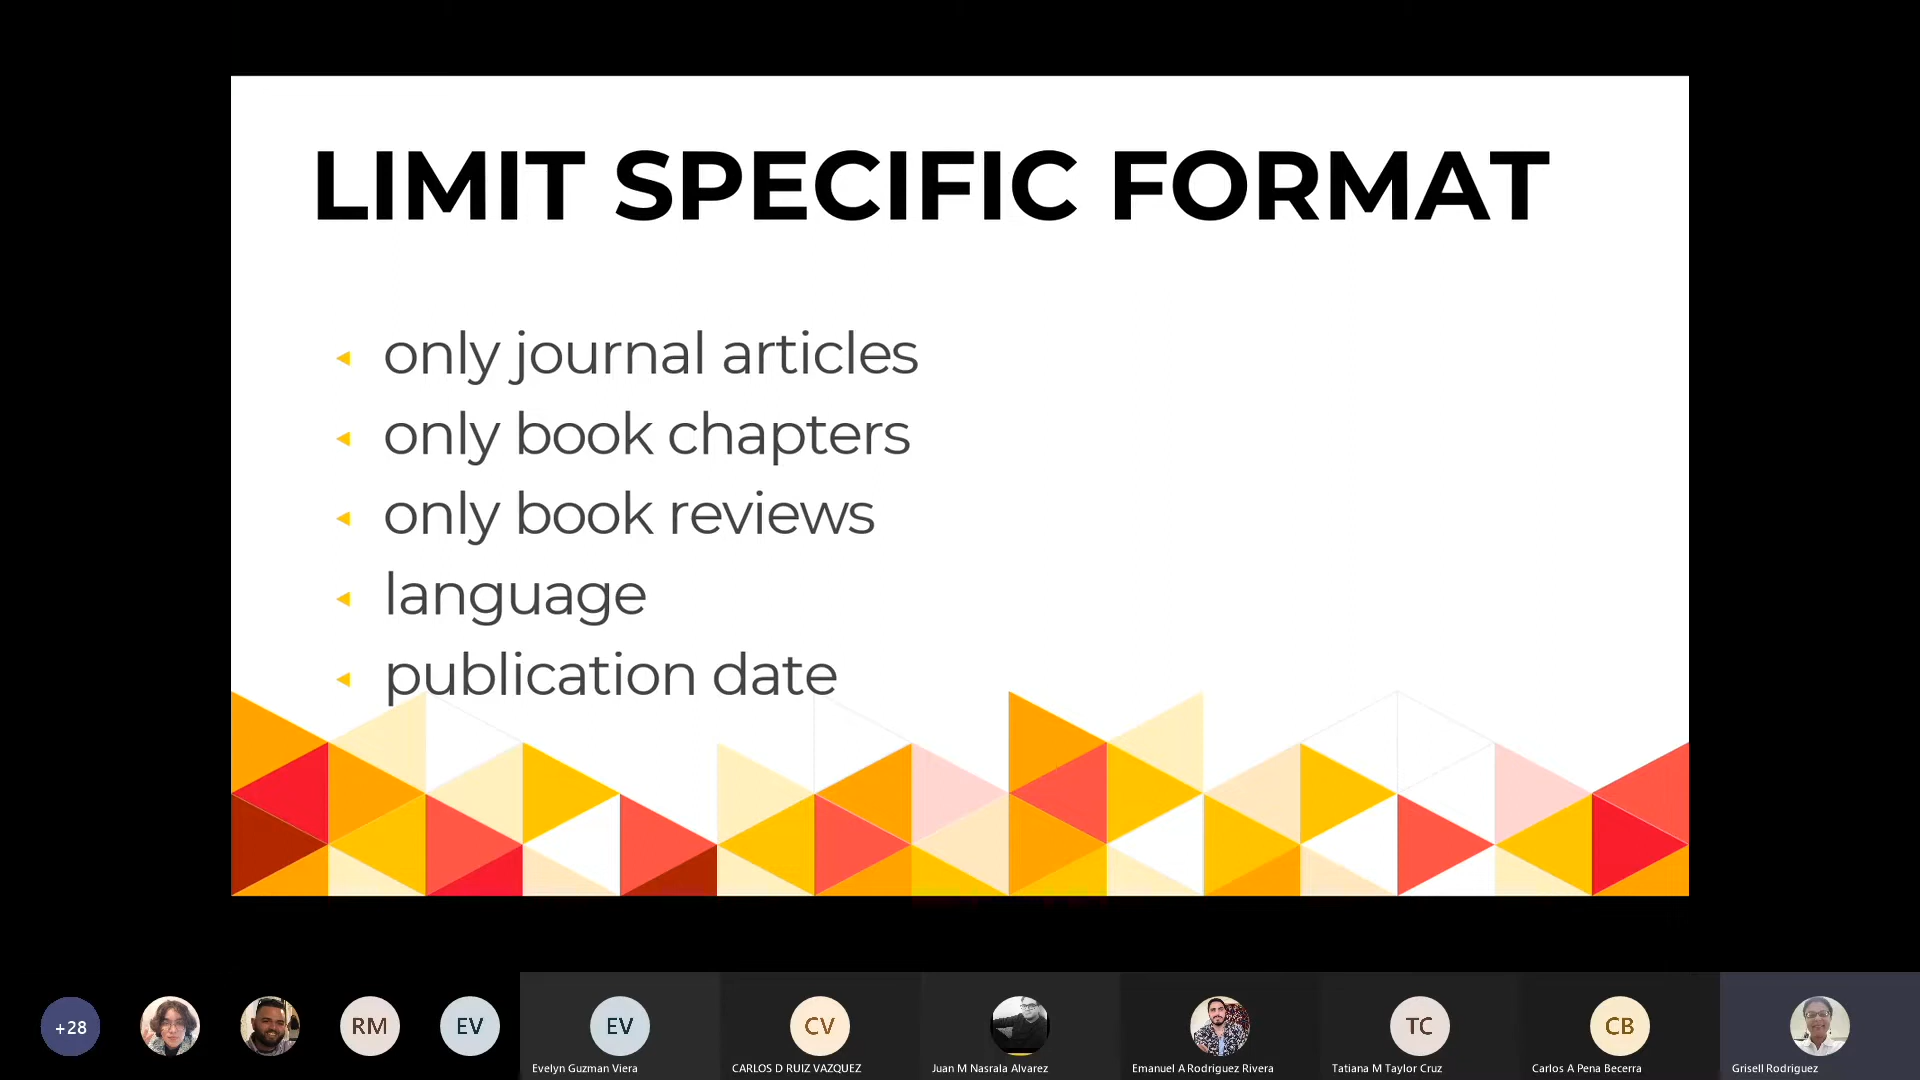 LIMIT SPECIFIC FORMAT
only journal articles
only book chapters
only book reviews
language
publication date
+28
RM
EV
EV
CV
TC
CB
Evelyn Guzman Viera
CARLOS D RUIZ VAZQUEZ
Juan M Nasrala Alvarez
Emanuel A Rodriguez Rivera
Tatiana M Taylor Cruz
Carlos A Pena Becerra
Grisell Rodriguez